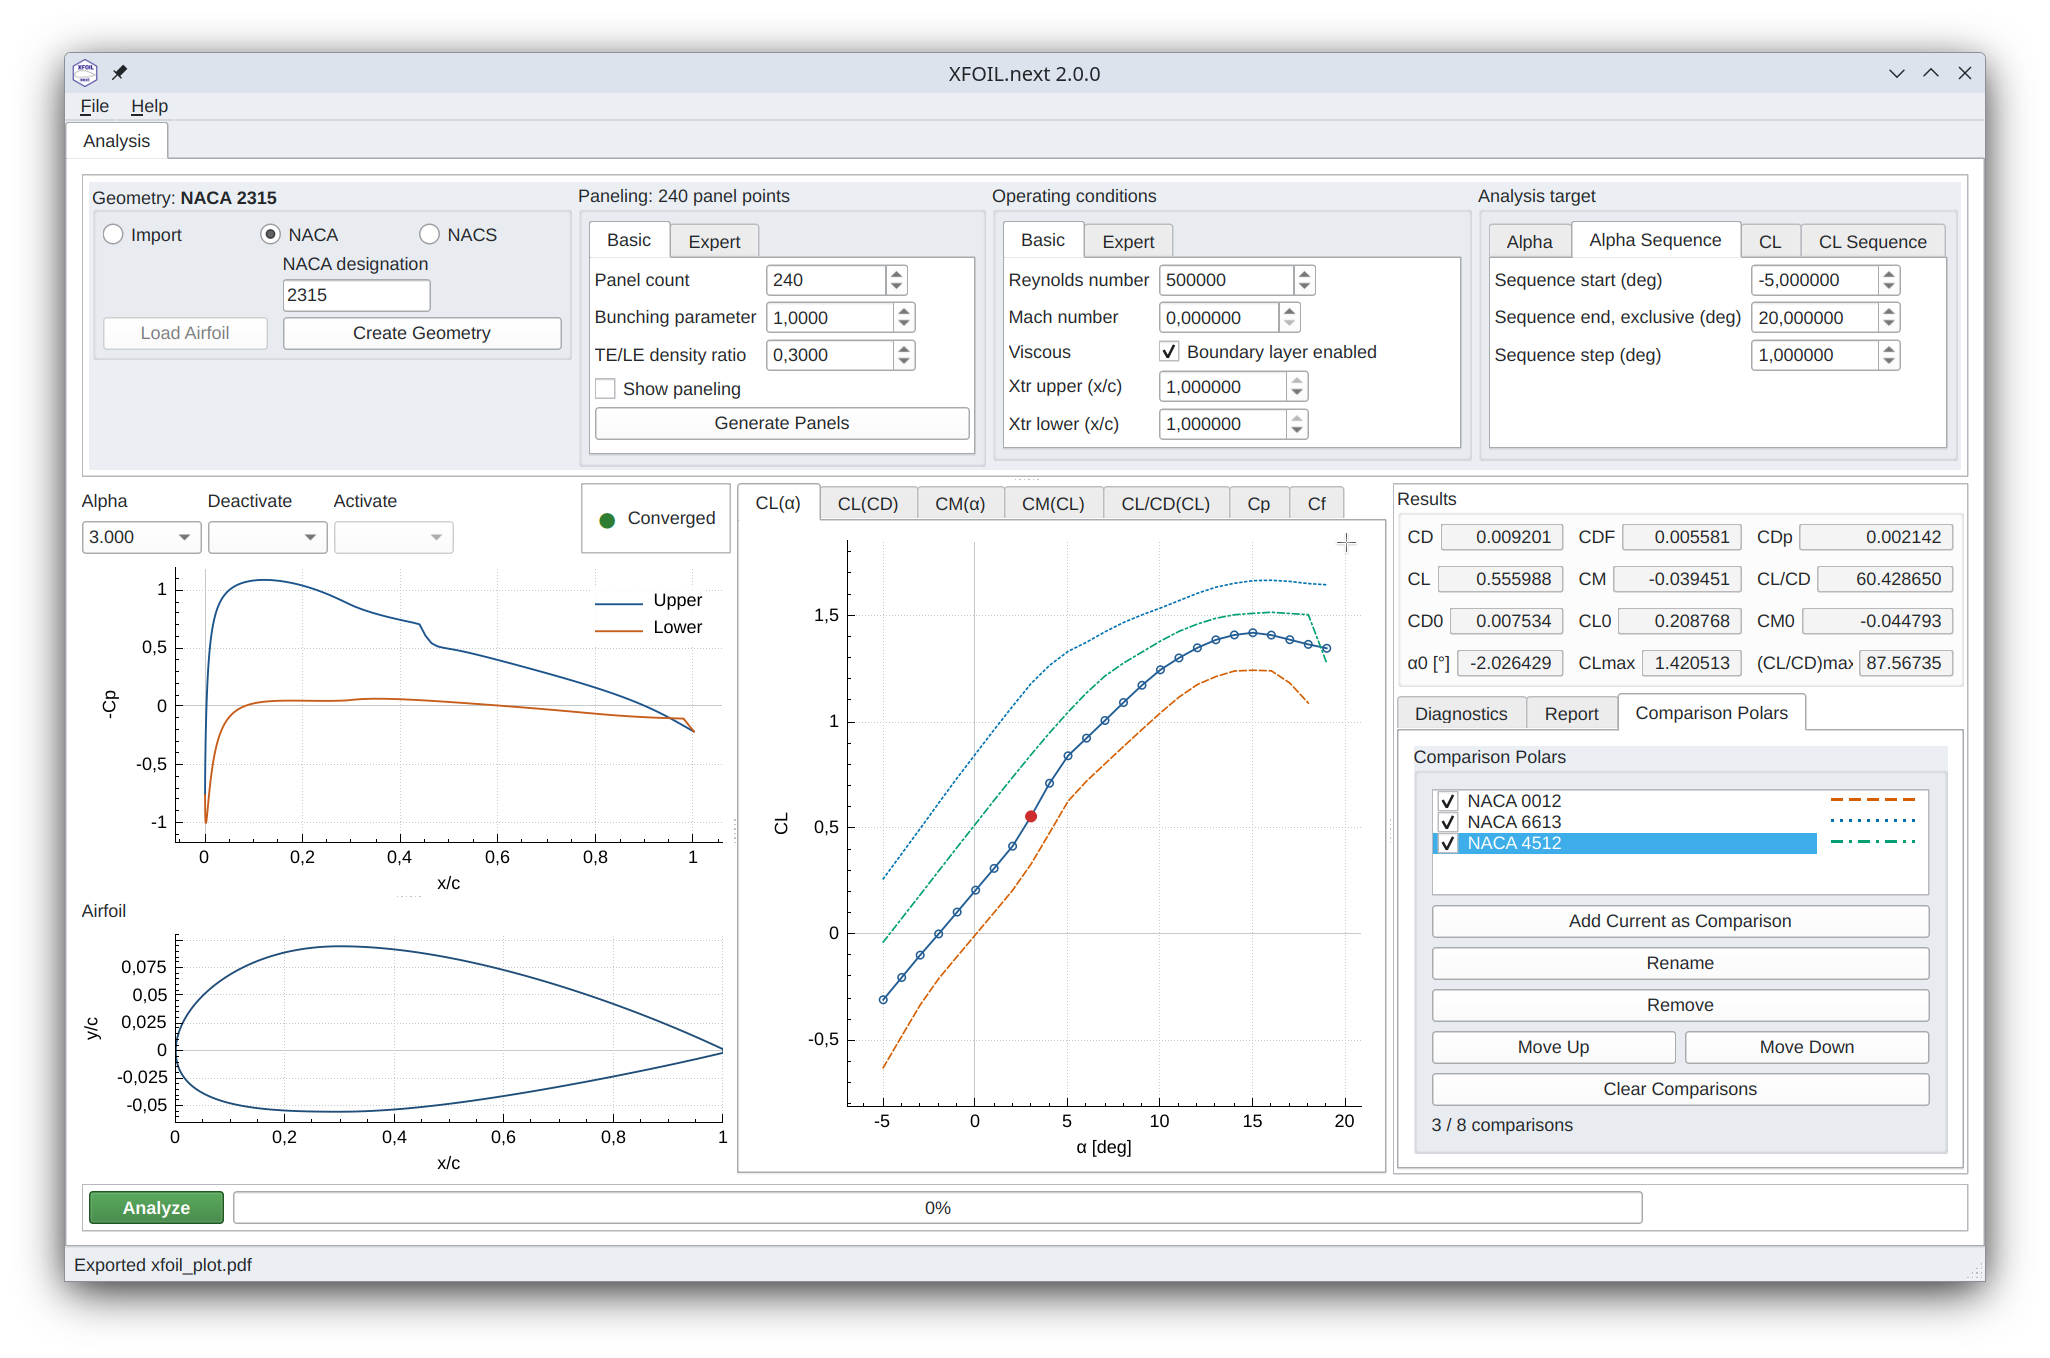 XFOIL.next 2.0.0
File Help
Analysis
Geometry: NACA 2315
Import NACA NACS
NACA designation
2315
Load Airfoil Create Geometry
Paneling: 240 panel points
Basic Expert
Panel count 240
Bunching parameter 1,0000
TE/LE density ratio 0,3000
Show paneling
Generate Panels
Operating conditions
Basic Expert
Reynolds number 500000
Mach number 0,000000
Viscous Boundary layer enabled
Xtr upper (x/c) 1,000000
Xtr lower (x/c) 1,000000
Analysis target
Alpha Alpha Sequence CL CL Sequence
Sequence start (deg) -5,000000
Sequence end, exclusive (deg) 20,000000
Sequence step (deg) 1,000000
Alpha Deactivate Activate
3.000
Converged
1
0,5
0
-0,5
-1
-Cp
Upper
Lower
0 0,2 0,4 0,6 0,8 1
x/c
Airfoil
0,075
0,05
0,025
0
-0,025
-0,05
y/c
0 0,2 0,4 0,6 0,8 1
x/c
CL(α) CL(CD) CM(α) CM(CL) CL/CD(CL) Cp Cf
1,5
1
0,5
0
-0,5
CL
-5 0 5 10 15 20
α [deg]
Results
CD 0.009201 CDF 0.005581 CDp 0.002142
CL 0.555988 CM -0.039451 CL/CD 60.428650
CD0 0.007534 CL0 0.208768 CM0 -0.044793
α0 [°] -2.026429 CLmax 1.420513 (CL/CD)max 87.56735
Diagnostics Report Comparison Polars
Comparison Polars
NACA 0012
NACA 6613
NACA 4512
Add Current as Comparison
Rename
Remove
Move Up Move Down
Clear Comparisons
3 / 8 comparisons
Analyze 0%
Exported xfoil_plot.pdf